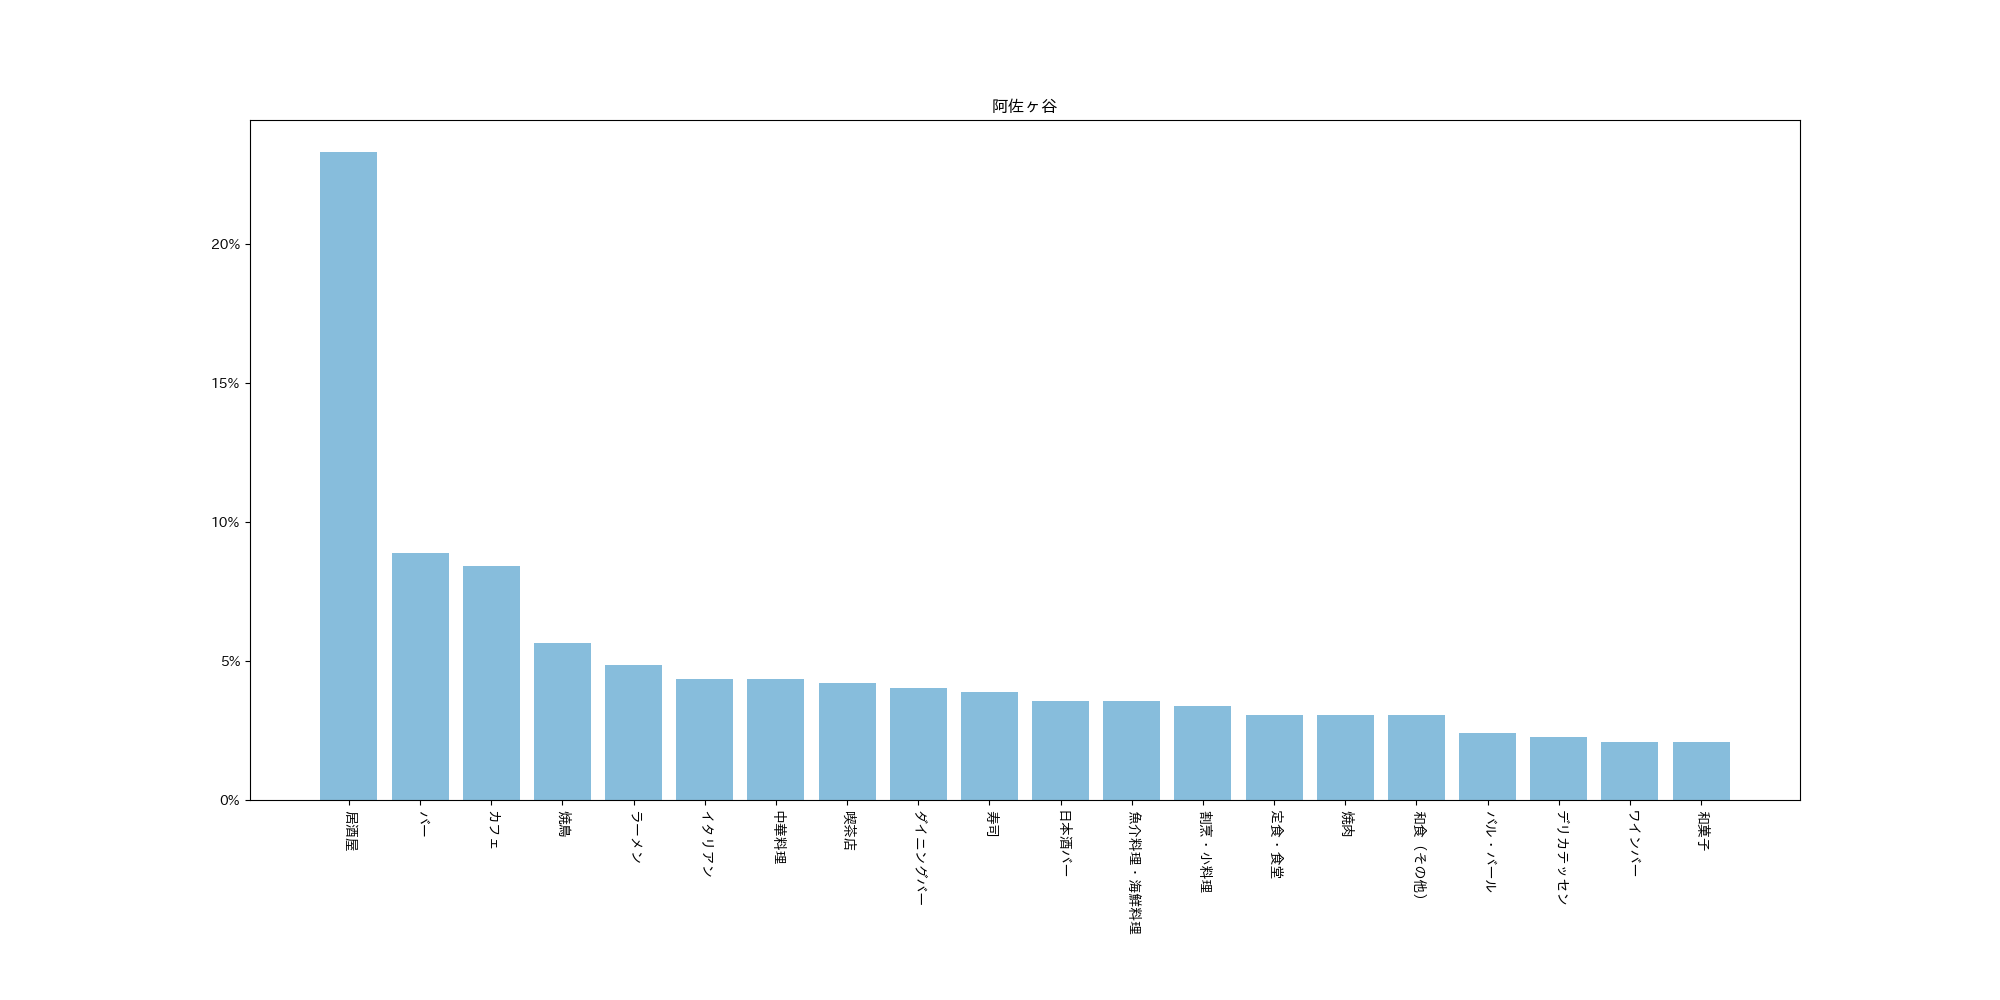 阿佐ヶ谷
20%
15%
10%
5%
0%
居酒屋
バー
カフェ
焼鳥
ラーメン
イタリアン
中華料理
喫茶店
ダイニングバー
寿司
日本酒バー
魚介料理・海鮮料理
割烹・小料理
定食・食堂
焼肉
和食（その他）
バル・バール
デリカテッセン
ワインバー
和菓子